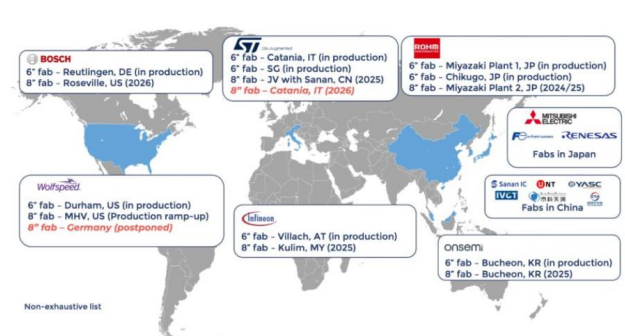 BOSCH
6" fab – Reutlingen, DE (in production)
8" fab – Roseville, US (2026)
ST
life.augmented
6" fab – Catania, IT (in production)
6" fab – SG (in production)
8" fab – JV with Sanan, CN (2025)
8" fab – Catania, IT (2026)
ROHM
SEMICONDUCTOR
6" fab – Miyazaki Plant 1, JP (in production)
6" fab – Chikugo, JP (in production)
8" fab – Miyazaki Plant 2, JP (2024/25)
MITSUBISHI
ELECTRIC
RENESAS
Fabs in Japan
Sanan IC
UNT
YASC
Fabs in China
Wolfspeed
6" fab – Durham, US (in production)
8" fab – MHV, US (Production ramp-up)
8" fab – Germany (postponed)
infineon
6" fab – Villach, AT (in production)
8" fab – Kulim, MY (2025)
onsemi
6" fab – Bucheon, KR (in production)
8" fab – Bucheon, KR (2025)
Non-exhaustive list